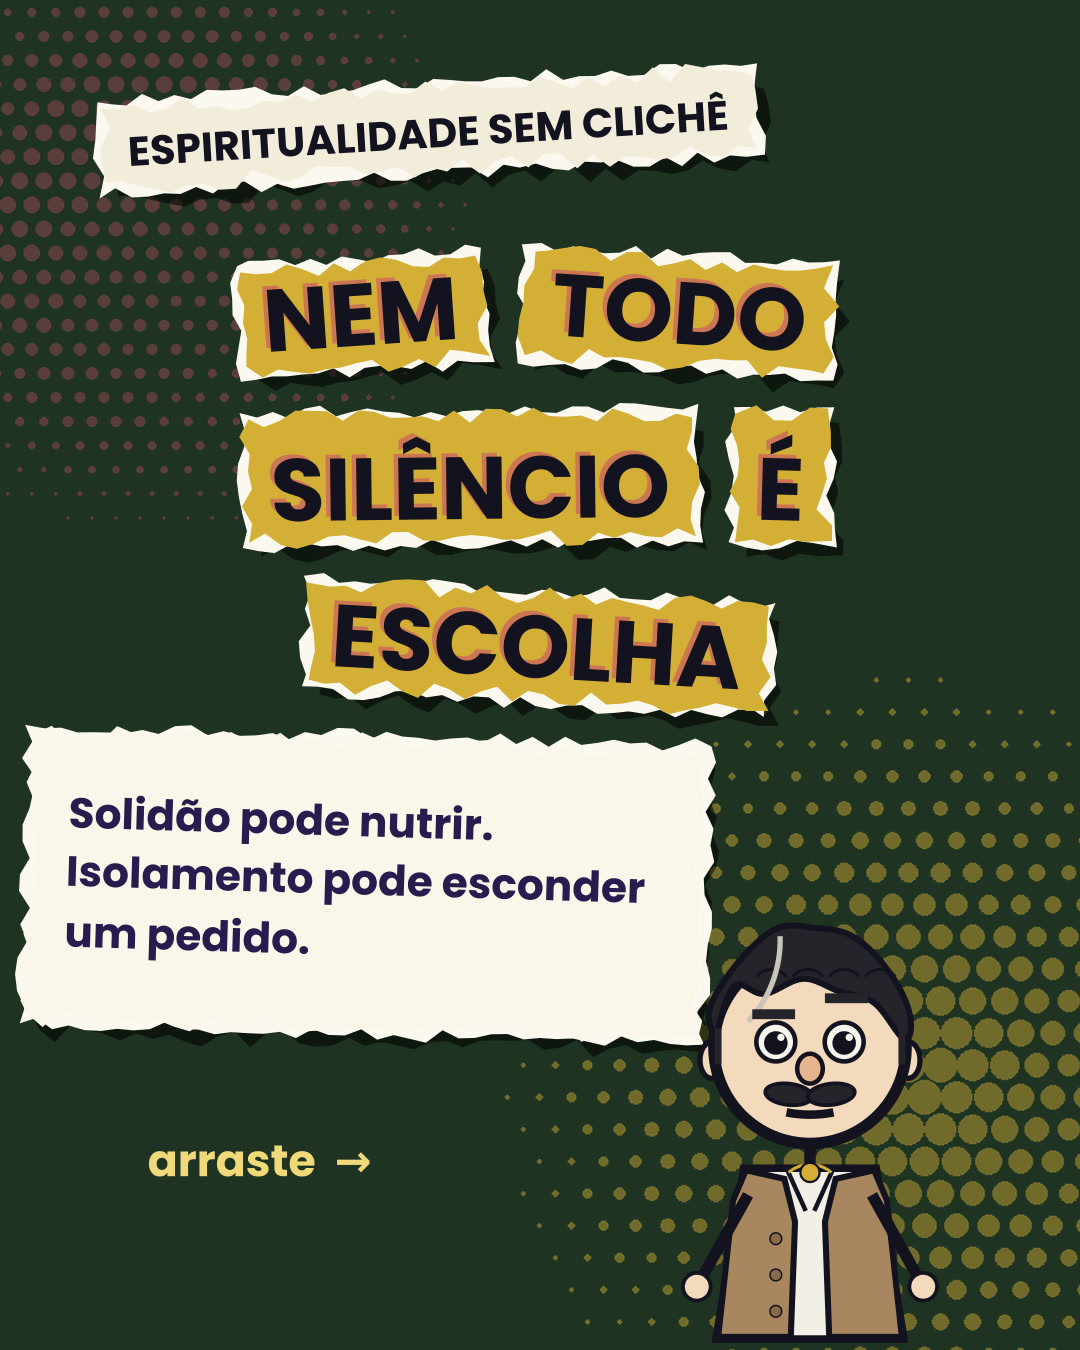 ESPIRITUALIDADE SEM CLICHÊ
NEM TODO
SILÊNCIO É
ESCOLHA
Solidão pode nutrir.
Isolamento pode esconder
um pedido.
arraste →